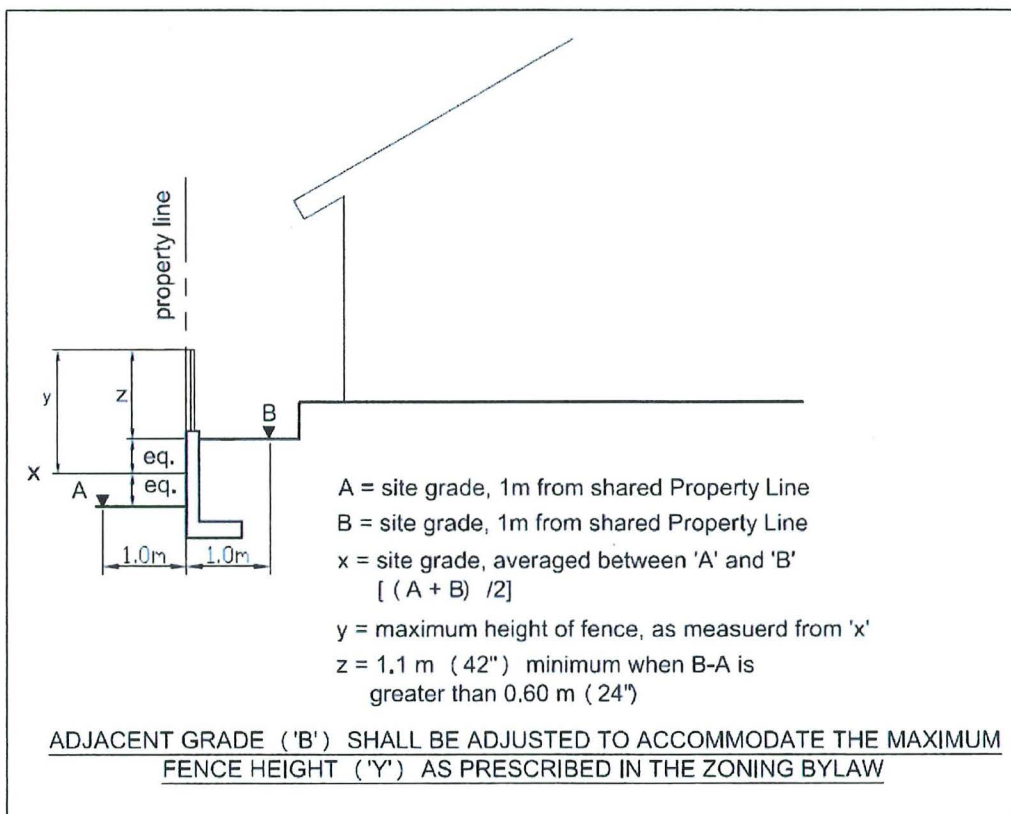 property line
y
z
B
x
eq.
A
eq.
1.0m
1.0m
A = site grade, 1m from shared Property Line
B = site grade, 1m from shared Property Line
x = site grade, averaged between 'A' and 'B'
[ (A + B) /2]
y = maximum height of fence, as measuerd from 'x'
z = 1.1 m (42") minimum when B-A is
greater than 0.60 m (24")
ADJACENT GRADE ('B') SHALL BE ADJUSTED TO ACCOMMODATE THE MAXIMUM
FENCE HEIGHT ('Y') AS PRESCRIBED IN THE ZONING BYLAW